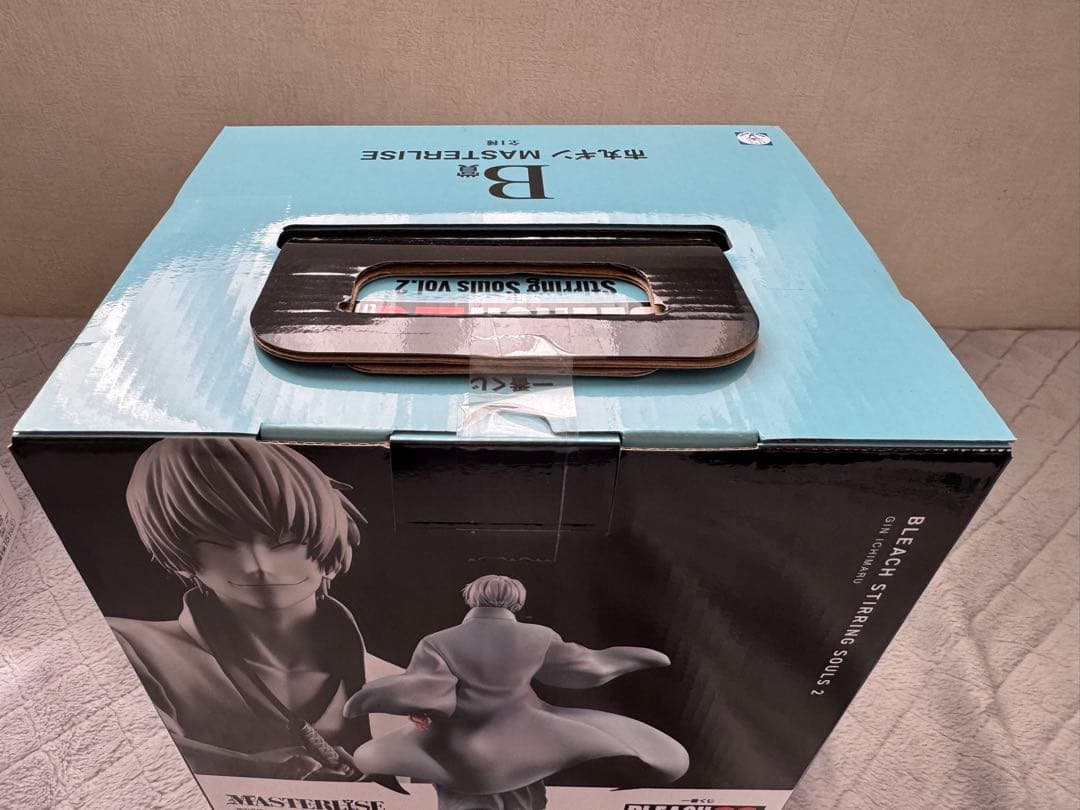 B賞
市丸ギン MASTERLISE
全1種
Stirring Souls vol.2
一番くじ
BLEACH STIRRING SOULS 2
GIN ICHIMARU
MASTERLISE
BLEACH